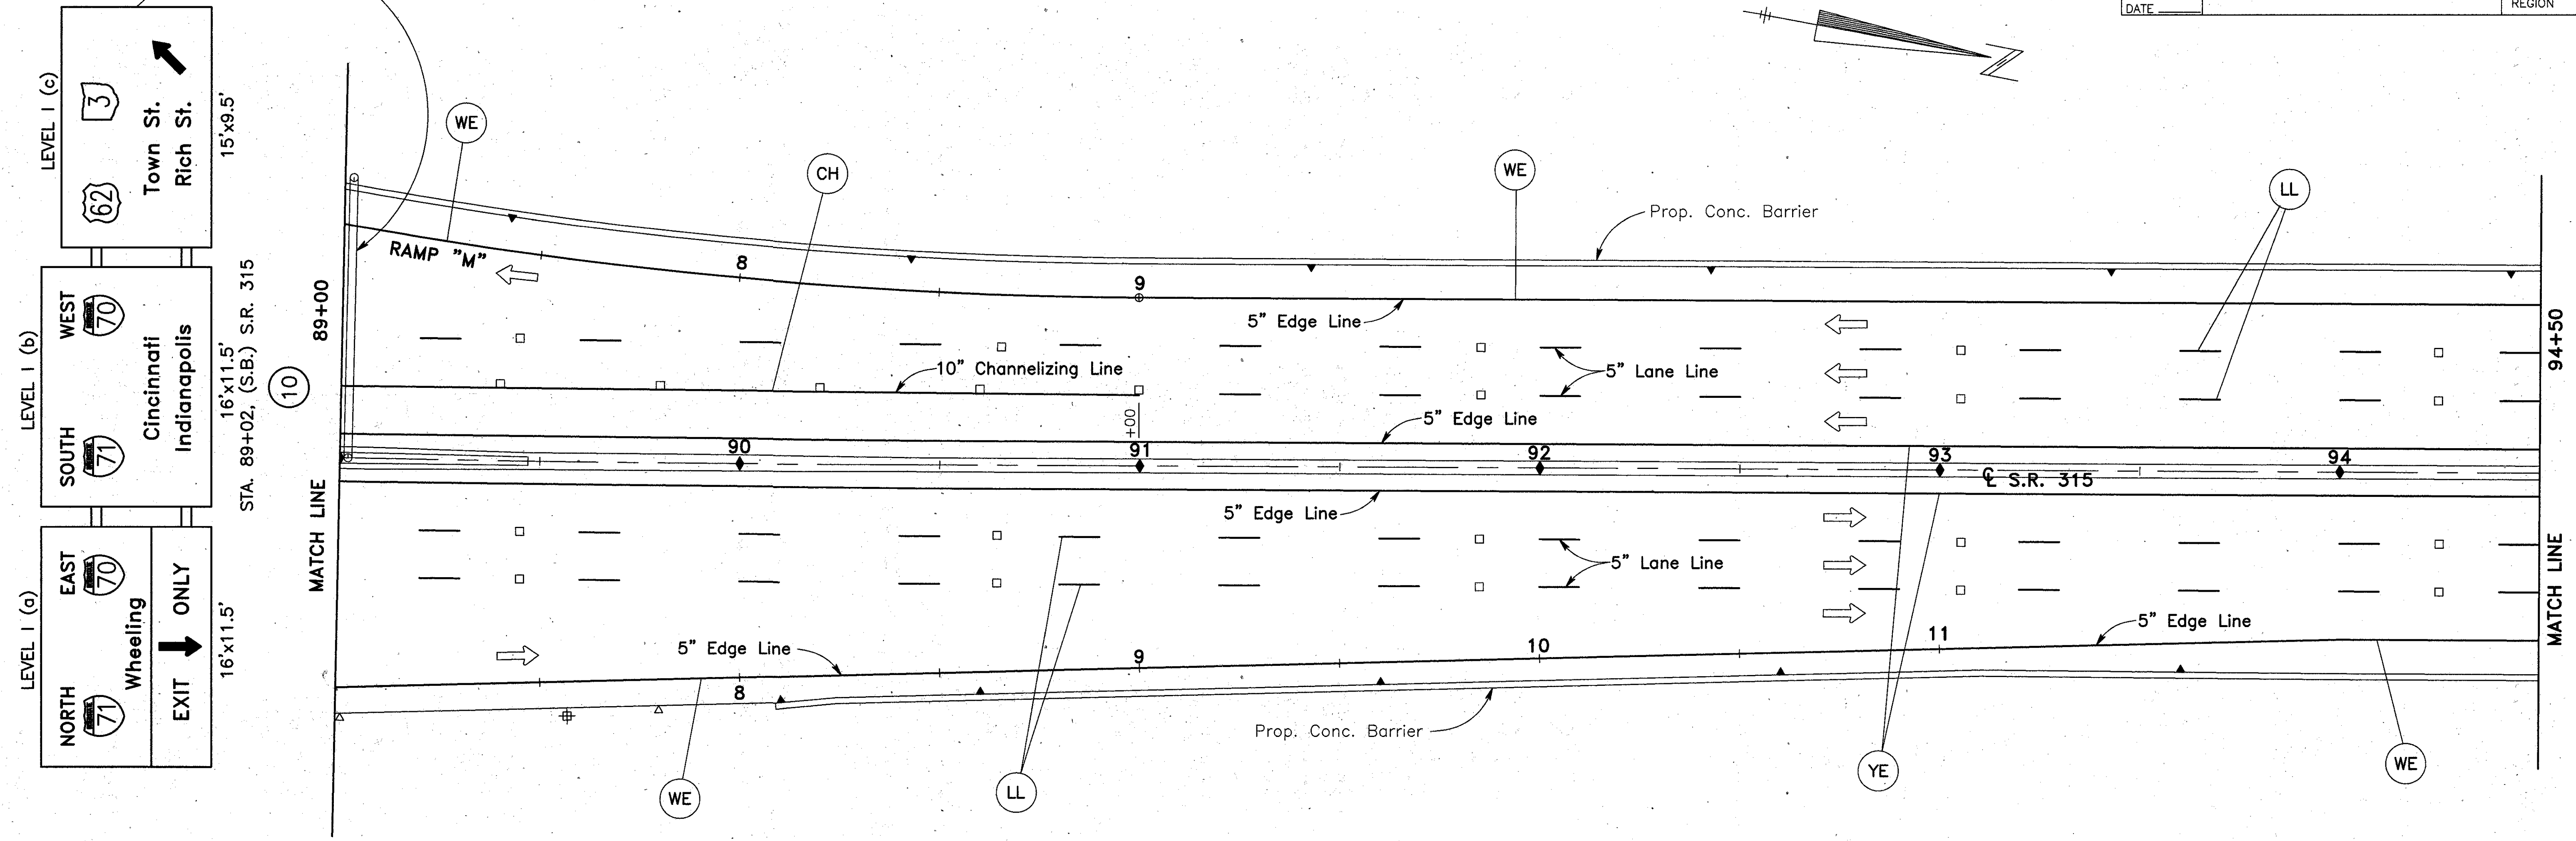 DATE
REGION
LEVEL 1 (c)
62
3
Town St.
Rich St.
15'x9.5'
LEVEL 1 (b)
SOUTH
WEST
71
70
Cincinnati
Indianapolis
16'x11.5'
STA. 89+02, (S.B.) S.R. 315
10
LEVEL 1 (a)
NORTH
EAST
71
70
Wheeling
EXIT
ONLY
16'x11.5'
89+00
MATCH LINE
WE
CH
WE
LL
Prop. Conc. Barrier
RAMP "M"
8
9
5" Edge Line
10" Channelizing Line
5" Lane Line
+00
5" Edge Line
90
91
92
93
94
℄ S.R. 315
5" Edge Line
5" Lane Line
5" Edge Line
5" Edge Line
8
9
10
11
Prop. Conc. Barrier
WE
LL
YE
WE
94+50
MATCH LINE